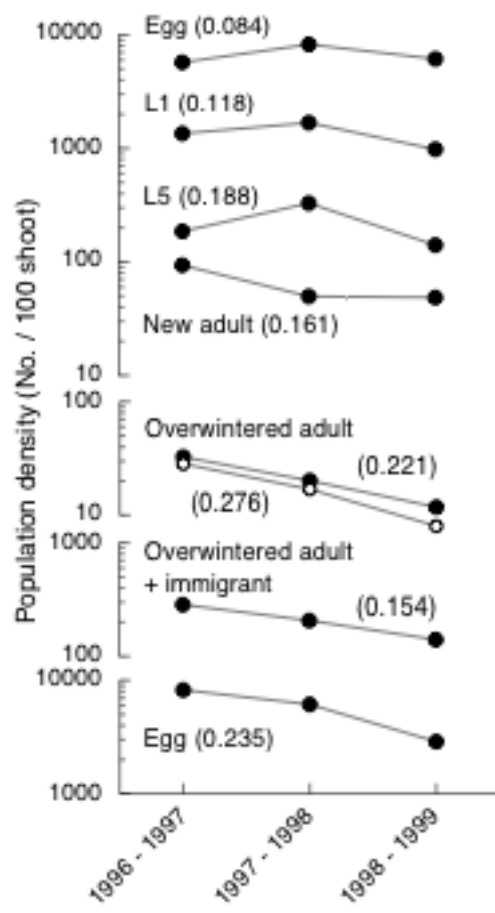 Population density (No. / 100 shoot)
10000
Egg (0.084)
L1 (0.118)
1000
L5 (0.188)
100
New adult (0.161)
10
100
Overwintered adult
(0.221)
(0.276)
10
1000
Overwintered adult
+ immigrant
(0.154)
100
10000
Egg (0.235)
1000
1996 - 1997
1997 - 1998
1998 - 1999